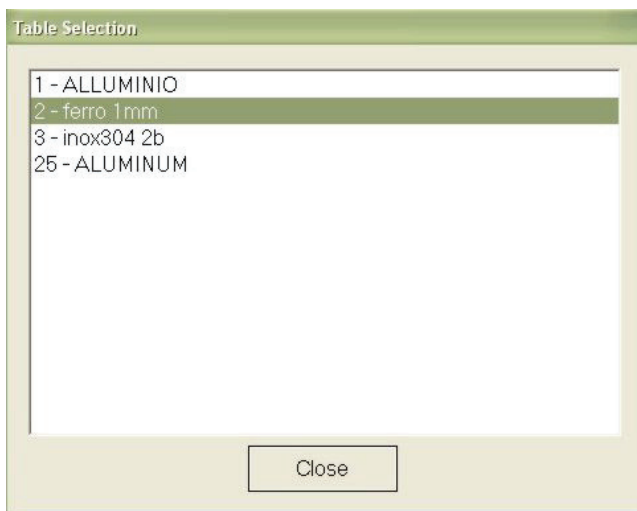 Table Selection
1 - ALLUMINIO
2 - ferro 1mm
3 - inox304 2b
25 - ALUMINUM
Close